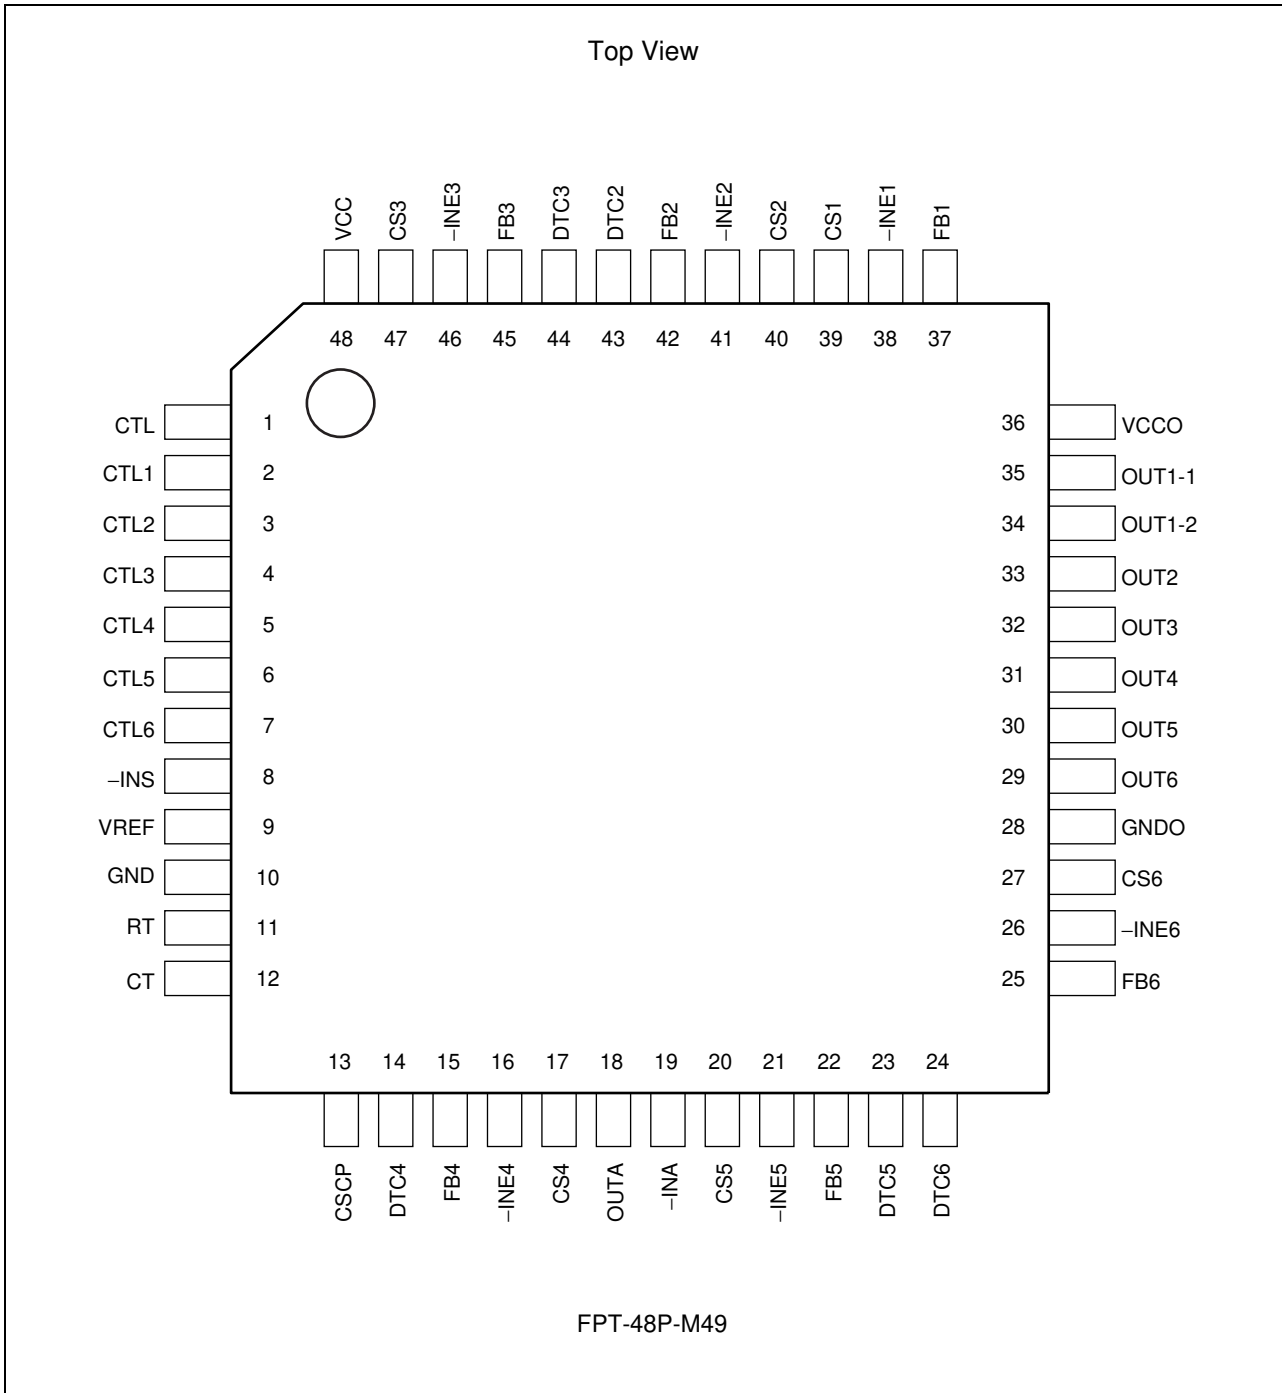 Top View
VCC
CS3
–INE3
FB3
DTC3
DTC2
FB2
–INE2
CS2
CS1
–INE1
FB1
48 47 46 45 44 43 42 41 40 39 38 37
CTL 1 36 VCCO
CTL1 2 35 OUT1-1
CTL2 3 34 OUT1-2
CTL3 4 33 OUT2
CTL4 5 32 OUT3
CTL5 6 31 OUT4
CTL6 7 30 OUT5
–INS 8 29 OUT6
VREF 9 28 GNDO
GND 10 27 CS6
RT 11 26 –INE6
CT 12 25 FB6
13 14 15 16 17 18 19 20 21 22 23 24
CSCP
DTC4
FB4
–INE4
CS4
OUTA
–INA
CS5
–INE5
FB5
DTC5
DTC6
FPT-48P-M49